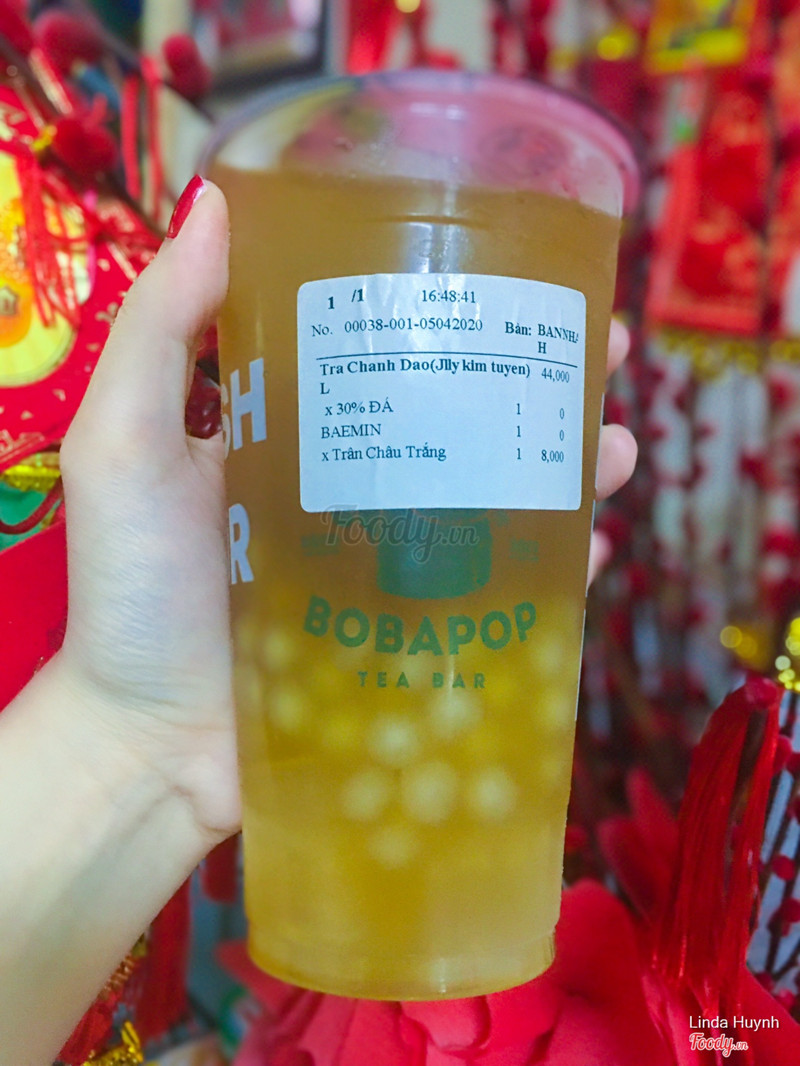 1 /1 16:48:41
No. 00038-001-05042020 Bàn: BANNHA
H
Tra Chanh Dao(Jlly kim tuyen) 44,000
L
x 30% ĐÁ 1 0
BAEMIN 1 0
x Trân Châu Trắng 1 8,000
SH
R
Foody.vn
BOBAPOP
TEA BAR
Linda Huynh
Foody.vn